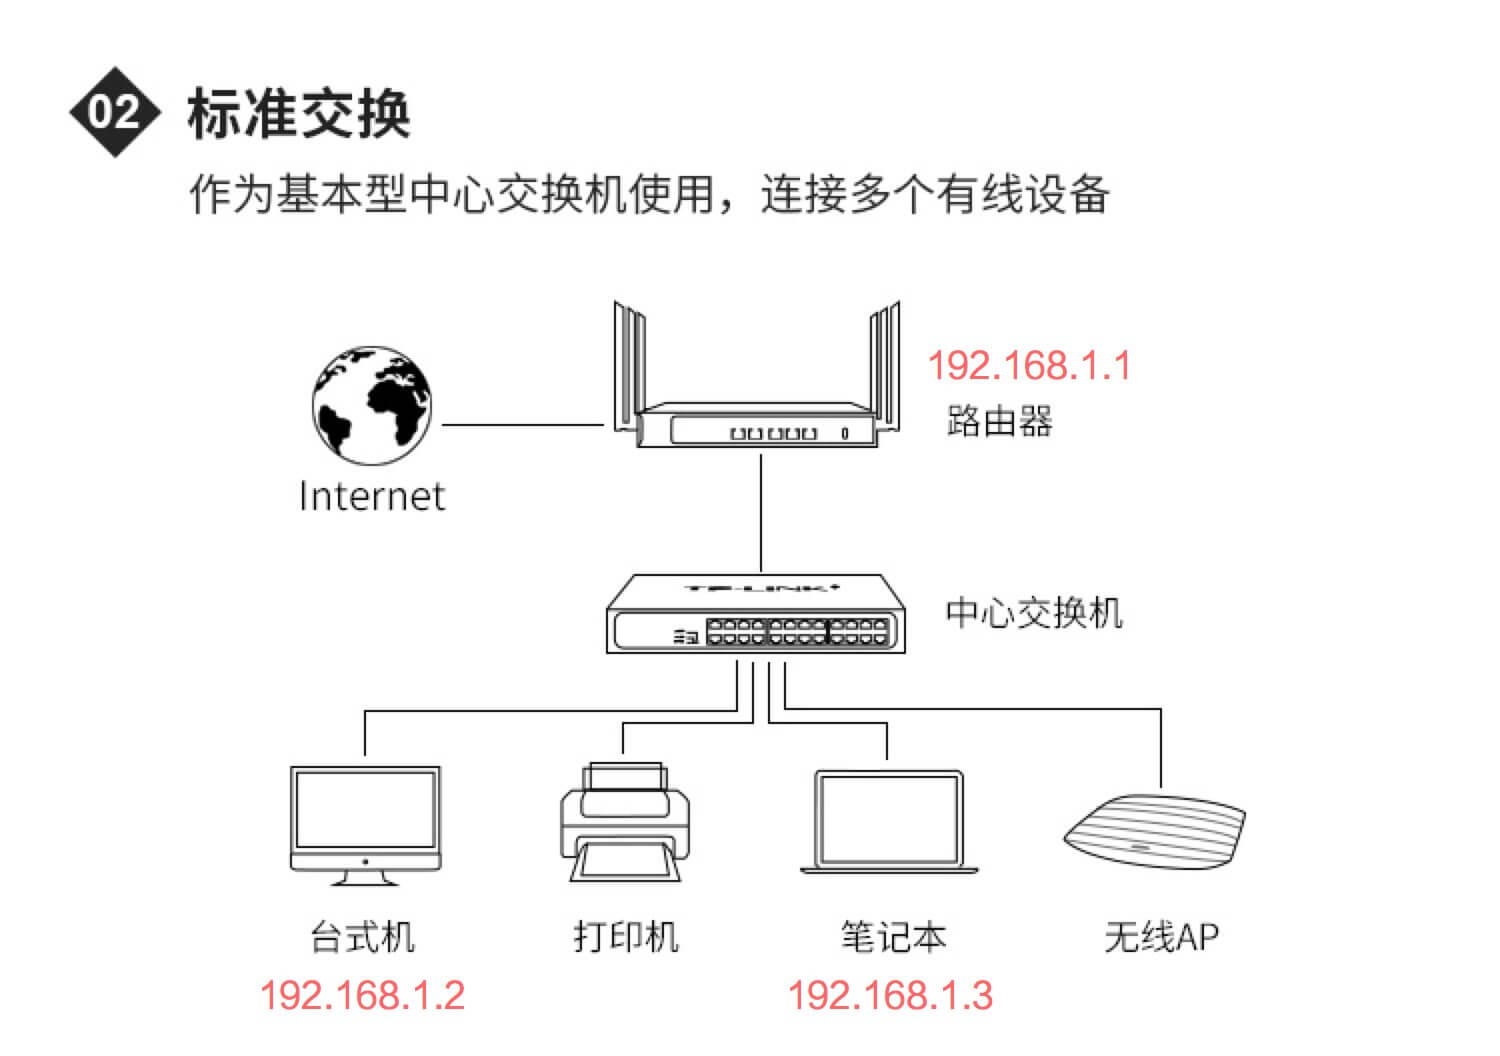 02 标准交换
作为基本型中心交换机使用，连接多个有线设备
192.168.1.1
路由器
Internet
TP-LINK
中心交换机
台式机 打印机 笔记本 无线AP
192.168.1.2 192.168.1.3